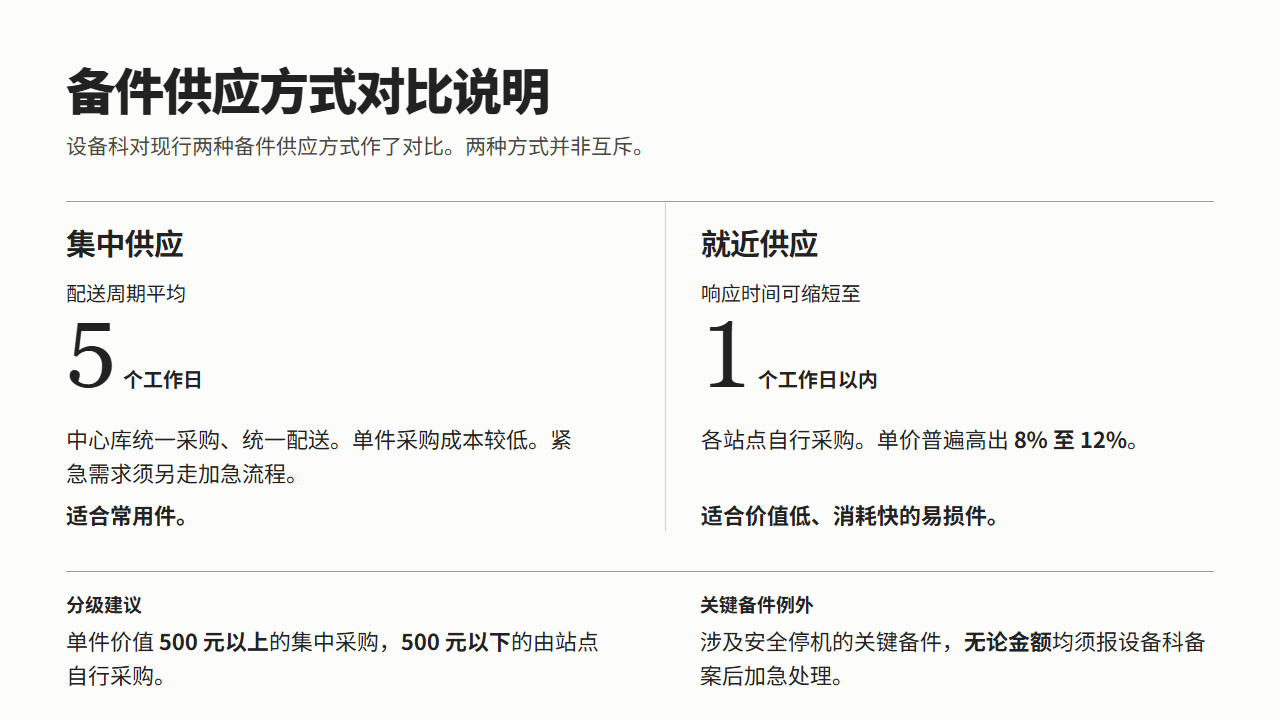 备件供应方式对比说明
设备科对现行两种备件供应方式作了对比。两种方式并非互斥。
集中供应
配送周期平均
5 个工作日
中心库统一采购、统一配送。单件采购成本较低。紧
急需求须另走加急流程。
适合常用件。
就近供应
响应时间可缩短至
1 个工作日以内
各站点自行采购。单价普遍高出 8% 至 12%。
适合价值低、消耗快的易损件。
分级建议
单件价值 500 元以上的集中采购，500 元以下的由站点
自行采购。
关键备件例外
涉及安全停机的关键备件，无论金额均须报设备科备
案后加急处理。